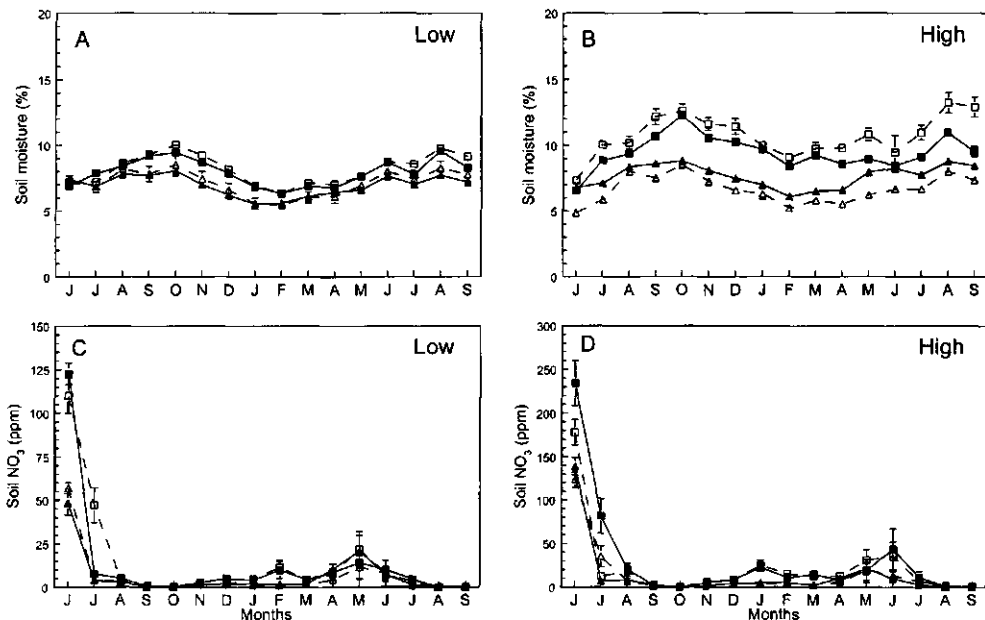 A
Low
Soil moisture (%)
20
15
10
5
0
J J A S O N D J F M A M J J A S
B
High
Soil moisture (%)
20
15
10
5
0
J J A S O N D J F M A M J J A S
C
Low
Soil NO3 (ppm)
150
125
100
75
50
25
0
J J A S O N D J F M A M J J A S
Months
D
High
Soil NO3 (ppm)
300
250
200
150
100
50
0
J J A S O N D J F M A M J J A S
Months